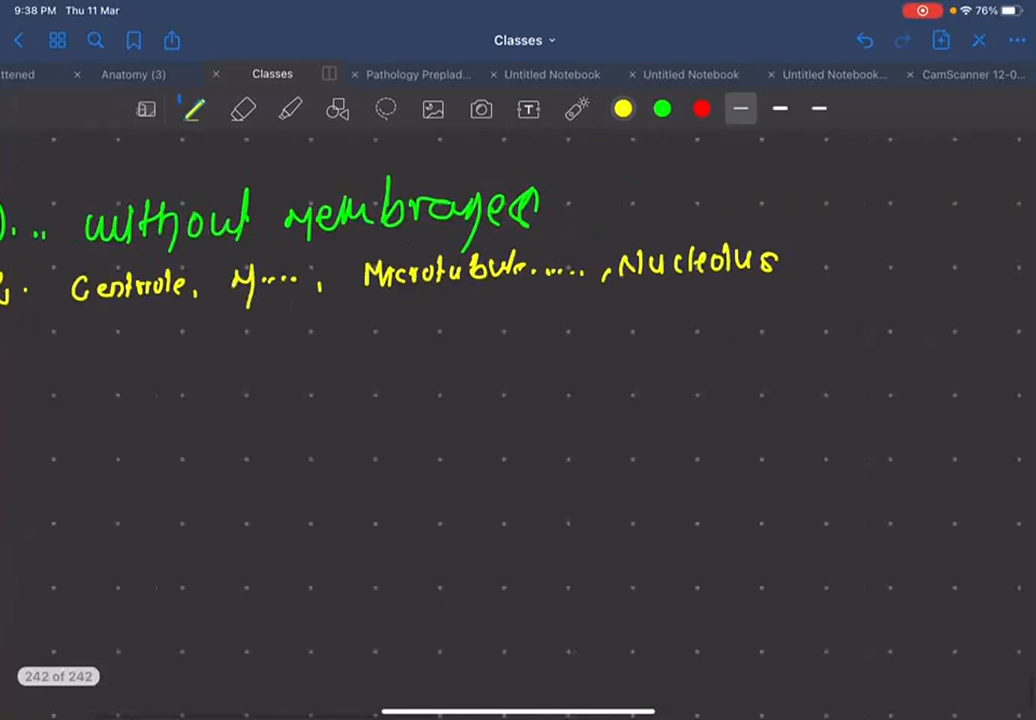 9:38 PM Thu 11 Mar 76%
Classes
ttened Anatomy (3) Classes Pathology Preplad... Untitled Notebook Untitled Notebook Untitled Notebook... CamScanner 12-0...
T
)... without membranes
Centriole, M...., Microtubule......, Nucleolus
242 of 242